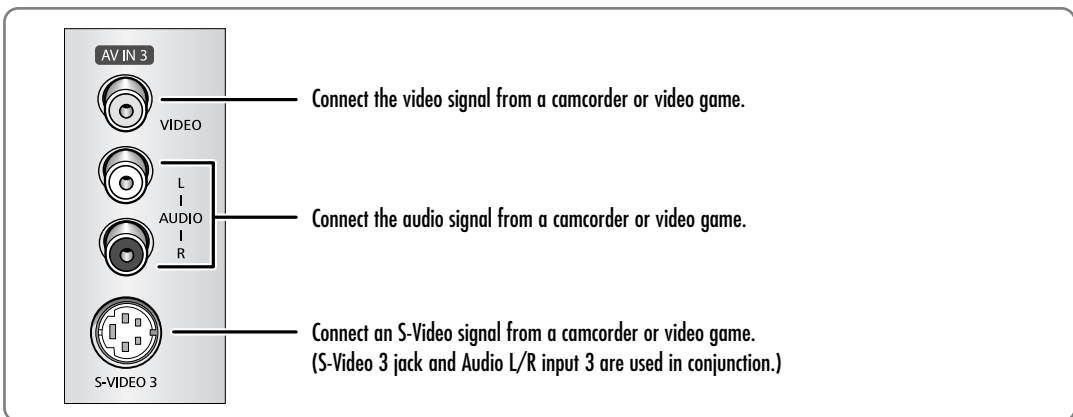 AV IN 3
VIDEO
Connect the video signal from a camcorder or video game.
L
AUDIO
R
Connect the audio signal from a camcorder or video game.
S-VIDEO 3
Connect an S-Video signal from a camcorder or video game.
(S-Video 3 jack and Audio L/R input 3 are used in conjunction.)